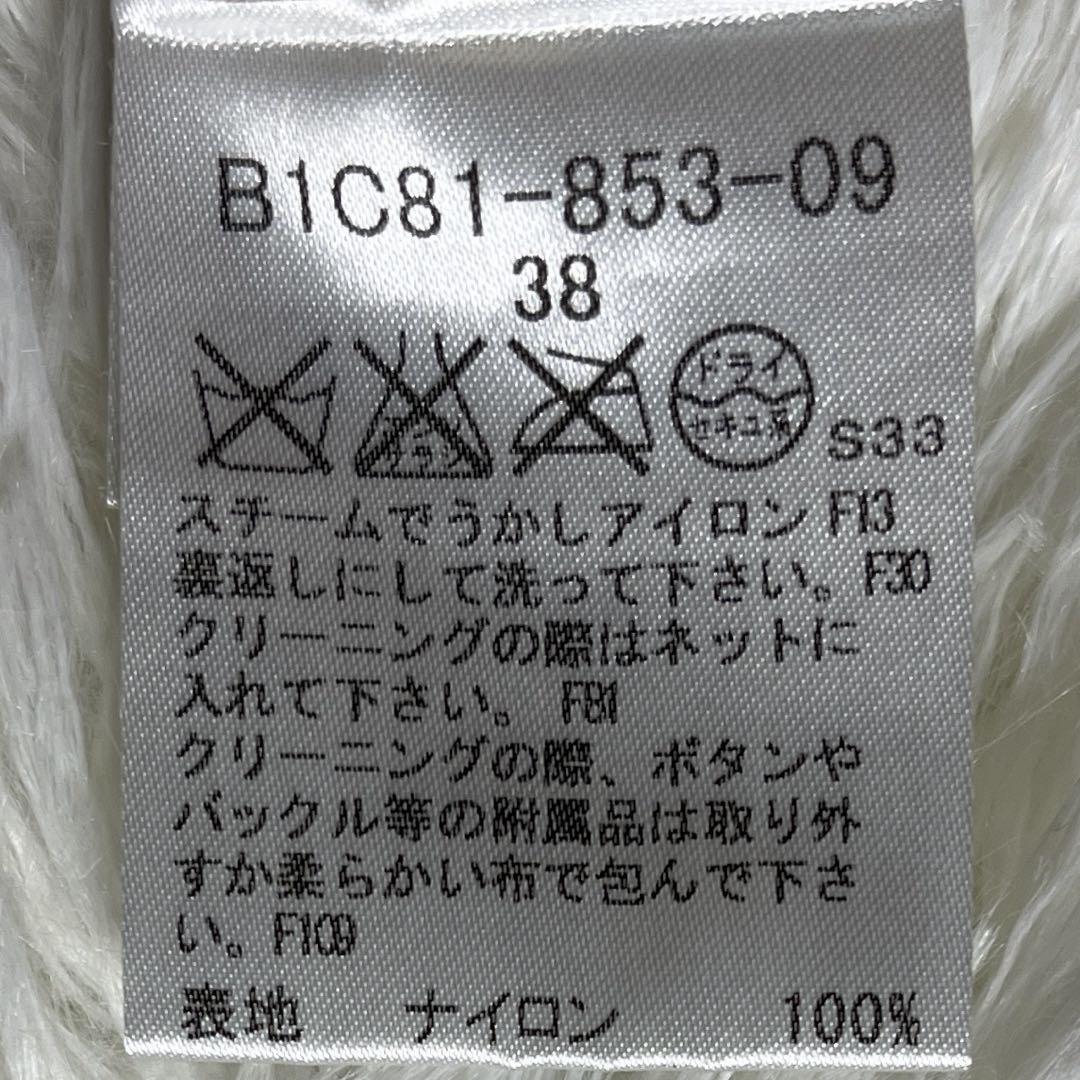 B1C81-853-09
38
ドライ
セキユ系
S33
スチームでうかしアイロン F13
裏返しにして洗って下さい。F30
クリーニングの際はネットに
入れて下さい。 F81
クリーニングの際、ボタンや
バックル等の附属品は取り外
すか柔らかい布で包んで下さ
い。F109
表地 ナイロン 100%